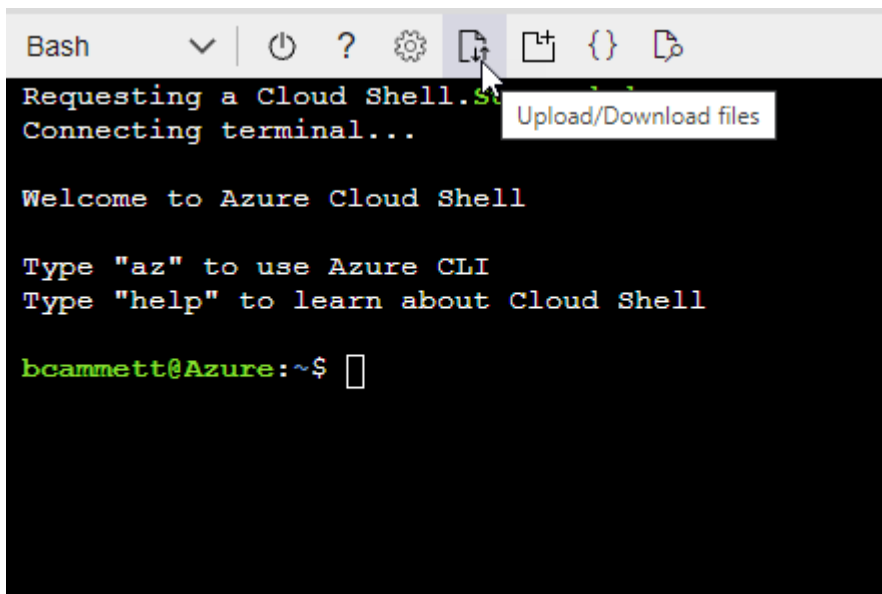 Bash
?
{}
Requesting a Cloud Shell.
Upload/Download files
Connecting terminal...
Welcome to Azure Cloud Shell
Type "az" to use Azure CLI
Type "help" to learn about Cloud Shell
bcammett@Azure:~$